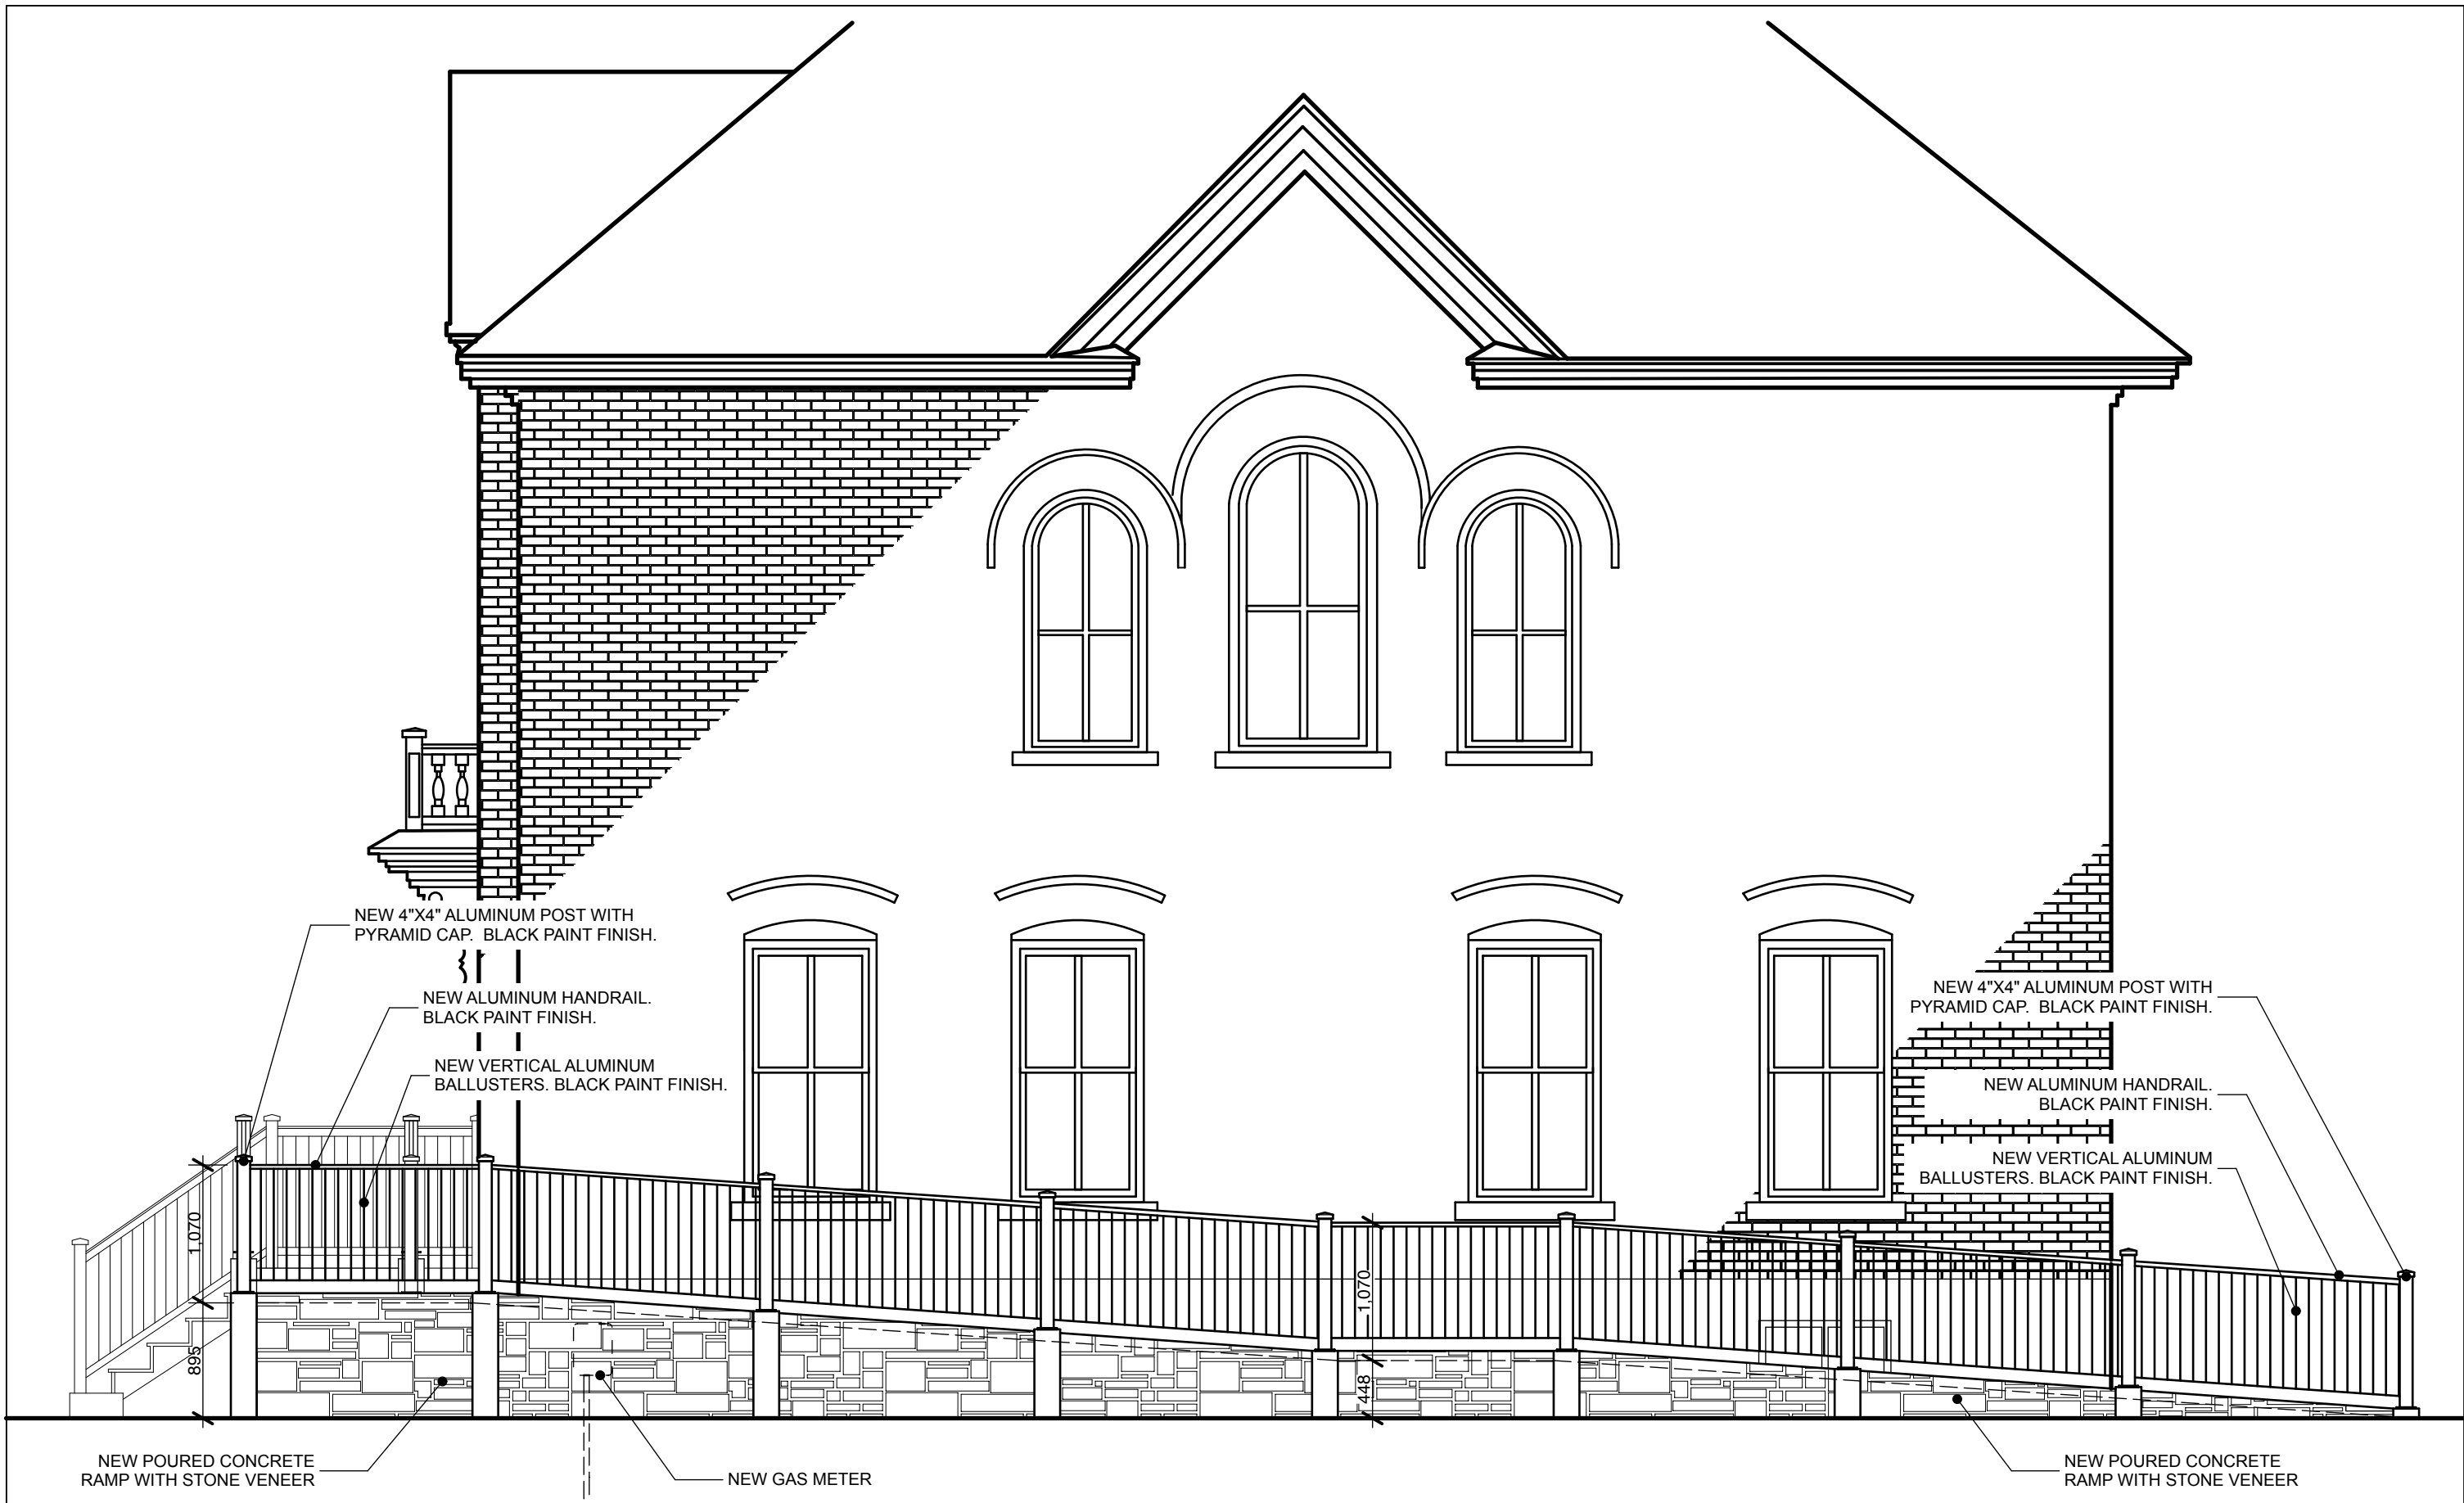 NEW 4"X4" ALUMINUM POST WITH
PYRAMID CAP.  BLACK PAINT FINISH.
NEW ALUMINUM HANDRAIL.
BLACK PAINT FINISH.
NEW VERTICAL ALUMINUM
BALLUSTERS. BLACK PAINT FINISH.
NEW 4"X4" ALUMINUM POST WITH
PYRAMID CAP.  BLACK PAINT FINISH.
NEW ALUMINUM HANDRAIL.
BLACK PAINT FINISH.
NEW VERTICAL ALUMINUM
BALLUSTERS. BLACK PAINT FINISH.
1,070
895
1,070
448
NEW POURED CONCRETE
RAMP WITH STONE VENEER
NEW GAS METER
NEW POURED CONCRETE
RAMP WITH STONE VENEER